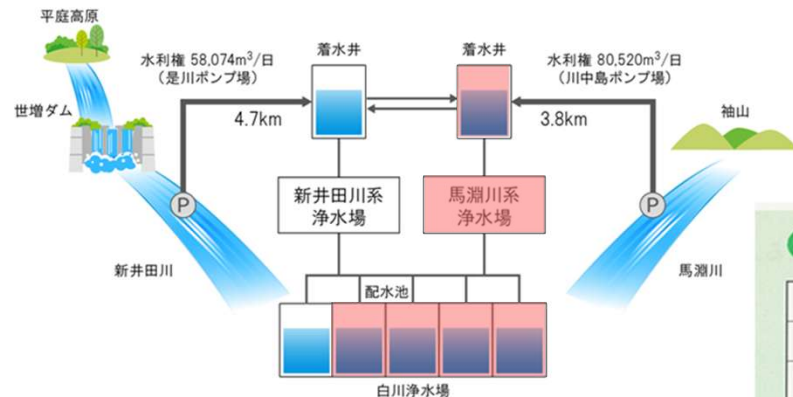 平庭高原
世増ダム
水利権 58,074m³/日
(是川ポンプ場)
4.7km
P
新井田川
着水井
着水井
新井田川系
浄水場
馬淵川系
浄水場
配水池
白川浄水場
水利権 80,520m³/日
(川中島ポンプ場)
3.8km
P
袖山
馬淵川